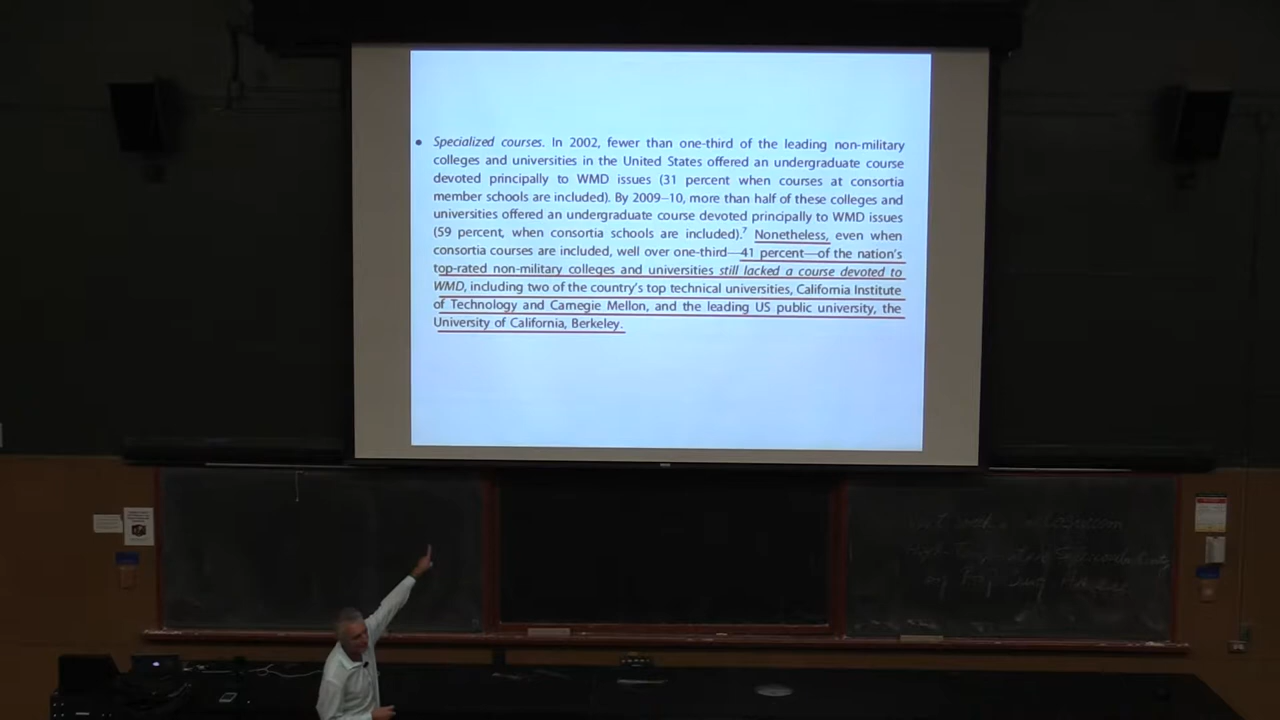 • Specialized courses. In 2002, fewer than one-third of the leading non-military
colleges and universities in the United States offered an undergraduate course
devoted principally to WMD issues (31 percent when courses at consortia
member schools are included). By 2009–10, more than half of these colleges and
universities offered an undergraduate course devoted principally to WMD issues
(59 percent, when consortia schools are included).⁷ Nonetheless, even when
consortia courses are included, well over one-third—41 percent—of the nation's
top-rated non-military colleges and universities still lacked a course devoted to
WMD, including two of the country's top technical universities, California Institute
of Technology and Carnegie Mellon, and the leading US public university, the
University of California, Berkeley.